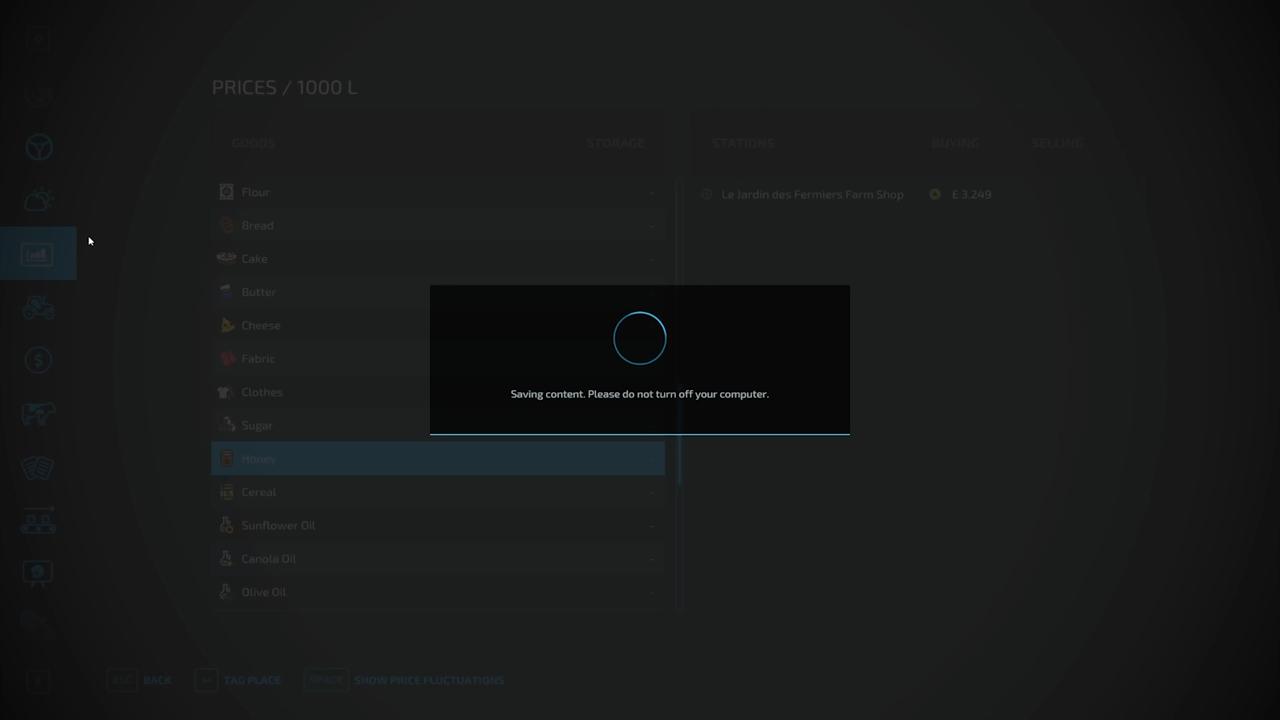 PRICES / 1000 L
GOODS STORAGE STATIONS BUYING SELLING
Flour -
Le Jardin des Fermiers Farm Shop £ 3.249
Bread -
Cake -
Butter
Cheese
Fabric
Clothes
Sugar
Honey -
Cereal -
Sunflower Oil -
Canola Oil -
Olive Oil -
Saving content. Please do not turn off your computer.
ESC BACK TAG PLACE SPACE SHOW PRICE FLUCTUATIONS